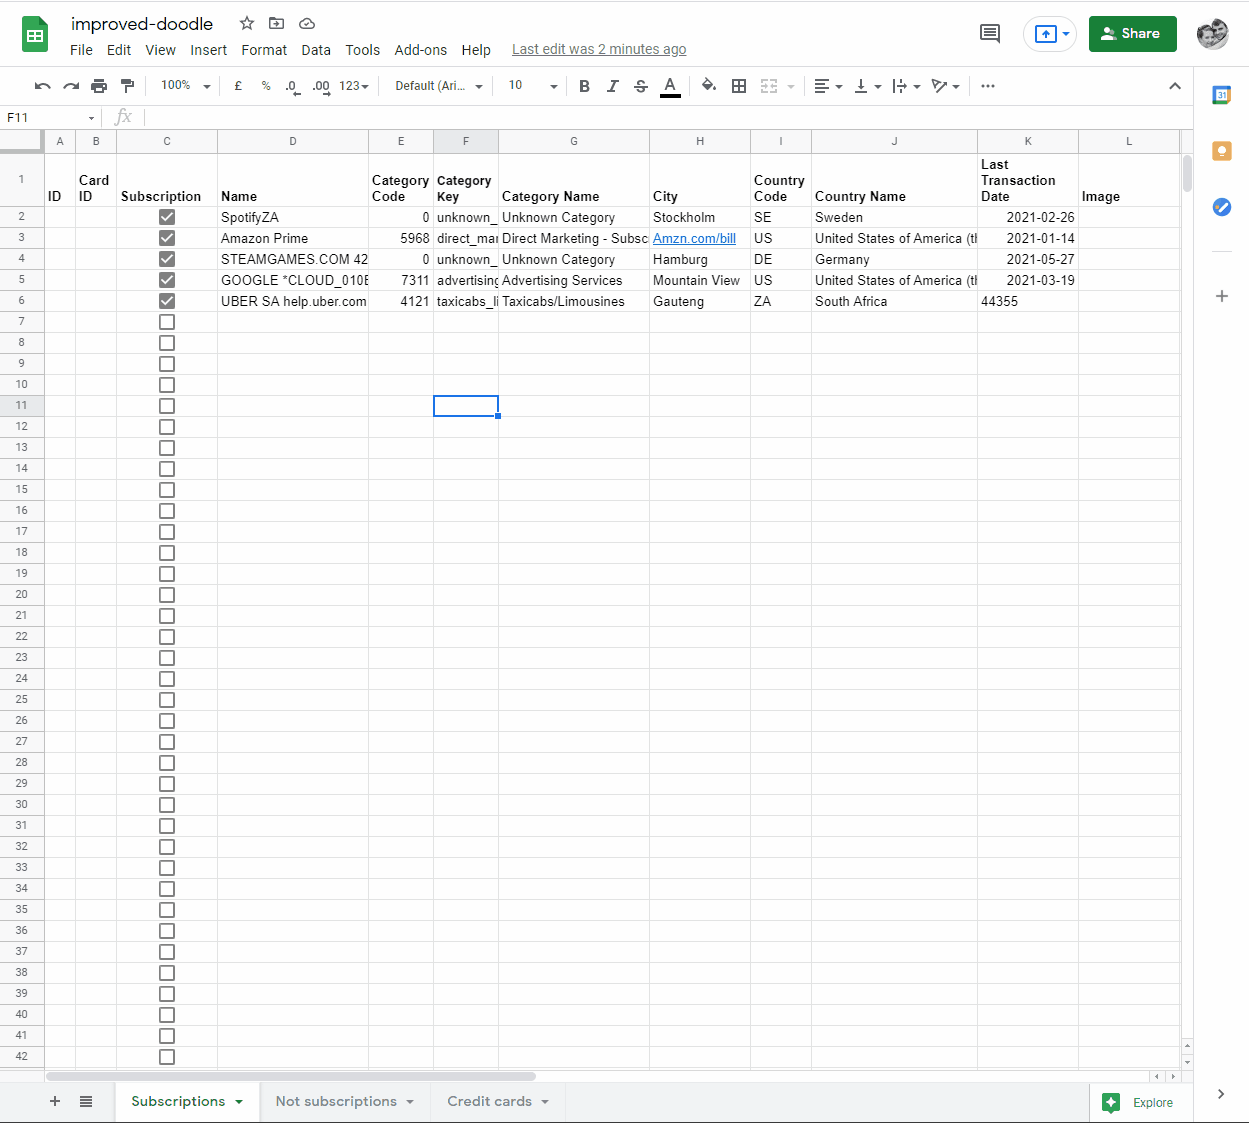 improved-doodle
File Edit View Insert Format Data Tools Add-ons Help Last edit was 2 minutes ago
Share
100% £ % .0 .00 123 Default (Ari... 10 B I S A
31
F11 fx
A B C D E F G H I J K L
1 ID Card ID Subscription Name Category Code Category Key Category Name City Country Code Country Name Last Transaction Date Image
2 SpotifyZA 0 unknown_ Unknown Category Stockholm SE Sweden 2021-02-26
3 Amazon Prime 5968 direct_mar Direct Marketing - Subsc Amzn.com/bill US United States of America (th 2021-01-14
4 STEAMGAMES.COM 42 0 unknown_ Unknown Category Hamburg DE Germany 2021-05-27
5 GOOGLE *CLOUD_010E 7311 advertising Advertising Services Mountain View US United States of America (th 2021-03-19
6 UBER SA help.uber.com 4121 taxicabs_li Taxicabs/Limousines Gauteng ZA South Africa 44355
7
8
9
10
11
12
13
14
15
16
17
18
19
20
21
22
23
24
25
26
27
28
29
30
31
32
33
34
35
36
37
38
39
40
41
42
Subscriptions Not subscriptions Credit cards Explore